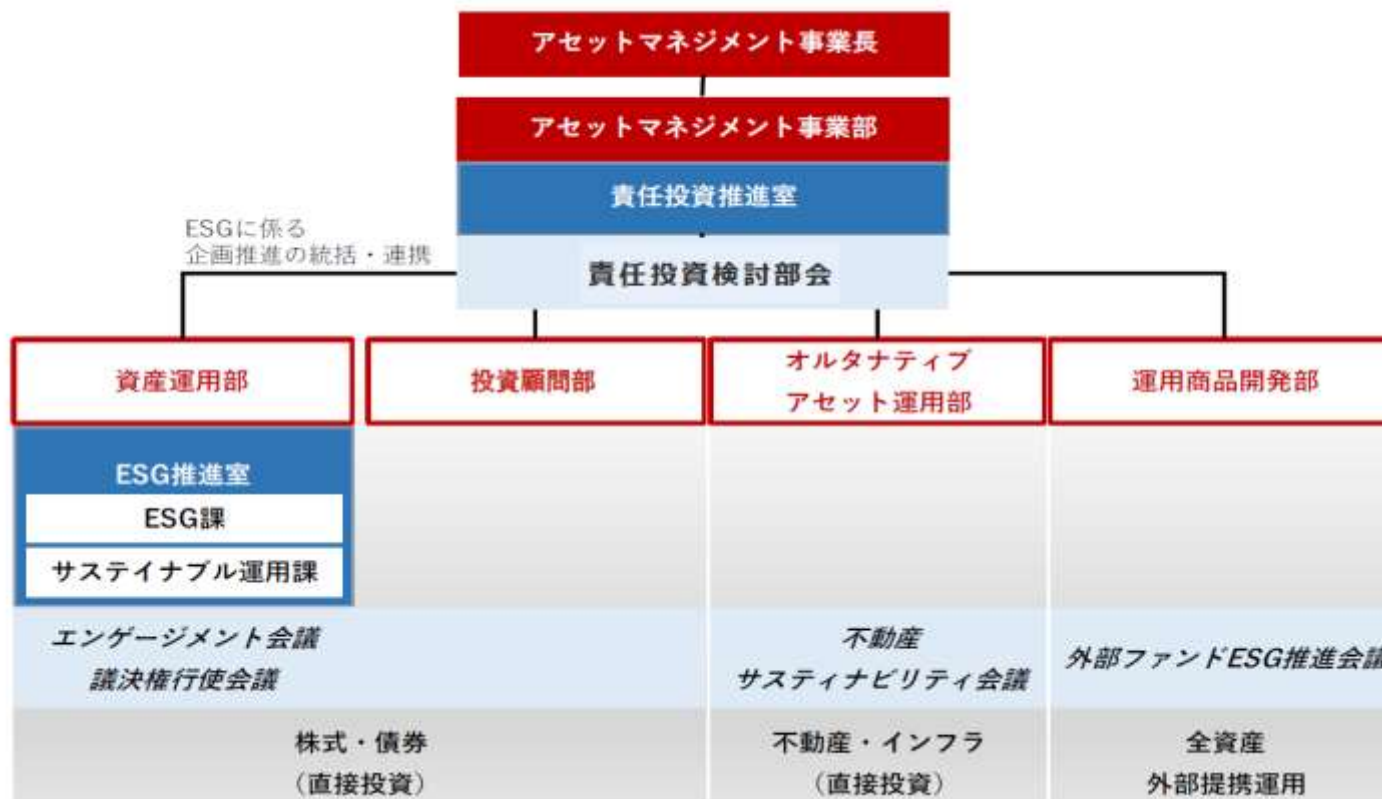 アセットマネジメント事業長
アセットマネジメント事業部
責任投資推進室
ESGに係る
企画推進の統括・連携
責任投資検討部会
資産運用部
投資顧問部
オルタナティブ
アセット運用部
運用商品開発部
ESG推進室
ESG課
サステイナブル運用課
エンゲージメント会議
議決権行使会議
不動産
サスティナビリティ会議
外部ファンドESG推進会議
株式・債券
（直接投資）
不動産・インフラ
（直接投資）
全資産
外部提携運用